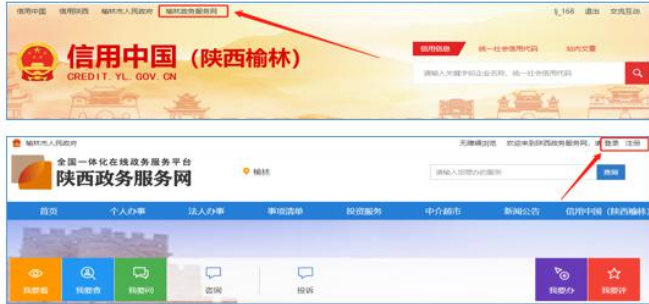 信用中国 信用陕西 榆林市人民政府 榆林政务服务网
lj_168 退出 交流互动
信用中国（陕西榆林）
CREDIT. YL. GOV. CN
信用信息 统一社会信用代码 站内文章
请输入关键字如企业名称、统一社会信用代码
榆林市人民政府
无障碍浏览 欢迎来到陕西政务服务网，请 登录 注册
全国一体化在线政务服务平台
陕西政务服务网
榆林
请输入您想办的服务
查询
首页 个人办事 法人办事 事项清单 投资服务 中介超市 新闻公告 信用中国（陕西榆林）
我要看 我要查 我要问 咨询 投诉 我要办 我要评